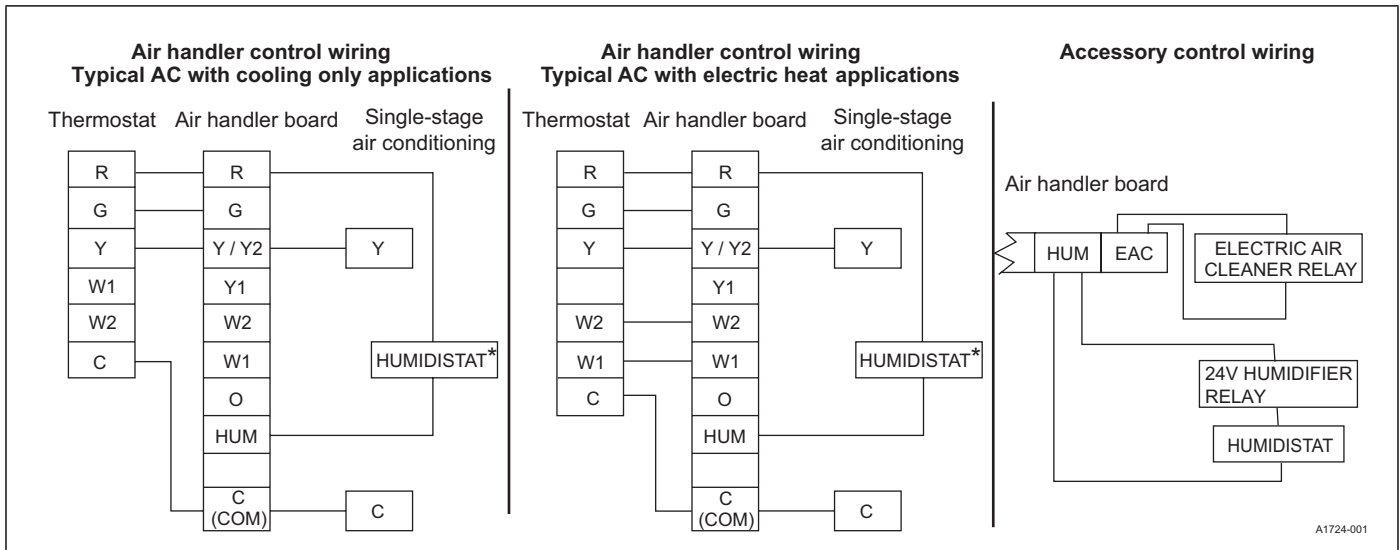 Air handler control wiring
Typical AC with cooling only applications
Thermostat
Air handler board
Single-stage
air conditioning
R
G
Y
W1
W2
C
R
G
Y / Y2
Y1
W2
W1
O
HUM
C
(COM)
Y
HUMIDISTAT*
C
Air handler control wiring
Typical AC with electric heat applications
Thermostat
Air handler board
Single-stage
air conditioning
R
G
Y
W2
W1
C
R
G
Y / Y2
Y1
W2
W1
O
HUM
C
(COM)
Y
HUMIDISTAT*
C
Accessory control wiring
Air handler board
HUM
EAC
ELECTRIC AIR
CLEANER RELAY
24V HUMIDIFIER
RELAY
HUMIDISTAT
A1724-001